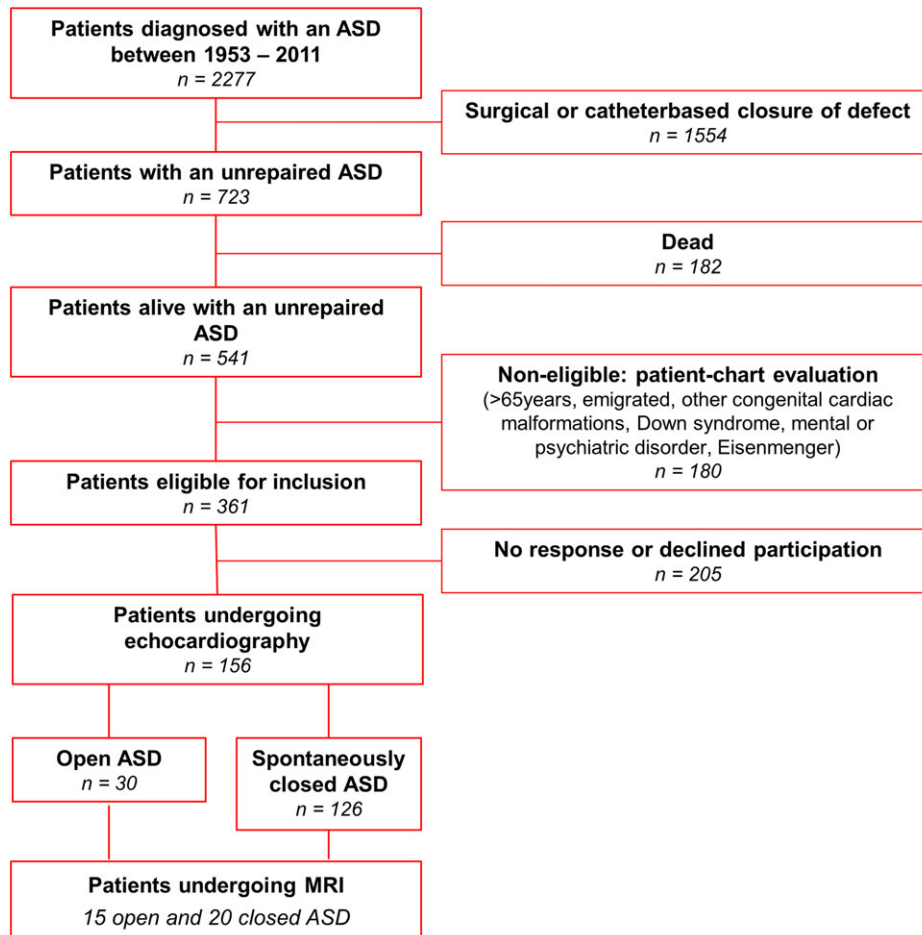 Patients diagnosed with an ASD
between 1953 – 2011
n = 2277
Surgical or catheterbased closure of defect
n = 1554
Patients with an unrepaired ASD
n = 723
Dead
n = 182
Patients alive with an unrepaired
ASD
n = 541
Non-eligible: patient-chart evaluation
(>65years, emigrated, other congenital cardiac
malformations, Down syndrome, mental or
psychiatric disorder, Eisenmenger)
n = 180
Patients eligible for inclusion
n = 361
No response or declined participation
n = 205
Patients undergoing
echocardiography
n = 156
Open ASD
n = 30
Spontaneously
closed ASD
n = 126
Patients undergoing MRI
15 open and 20 closed ASD